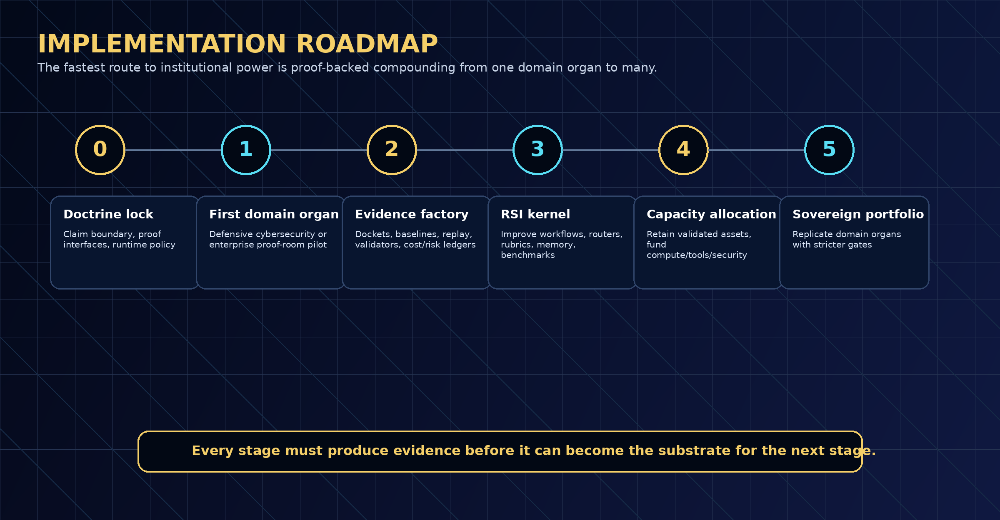 IMPLEMENTATION ROADMAP
The fastest route to institutional power is proof-backed compounding from one domain organ to many.
0
1
2
3
4
5
Doctrine lock
Claim boundary, proof
interfaces, runtime policy
First domain organ
Defensive cybersecurity or
enterprise proof-room pilot
Evidence factory
Dockets, baselines, replay,
validators, cost/risk ledgers
RSI kernel
Improve workflows, routers,
rubrics, memory,
benchmarks
Capacity allocation
Retain validated assets,
fund
compute/tools/security
Sovereign portfolio
Replicate domain organs
with stricter gates
Every stage must produce evidence before it can become the substrate for the next stage.